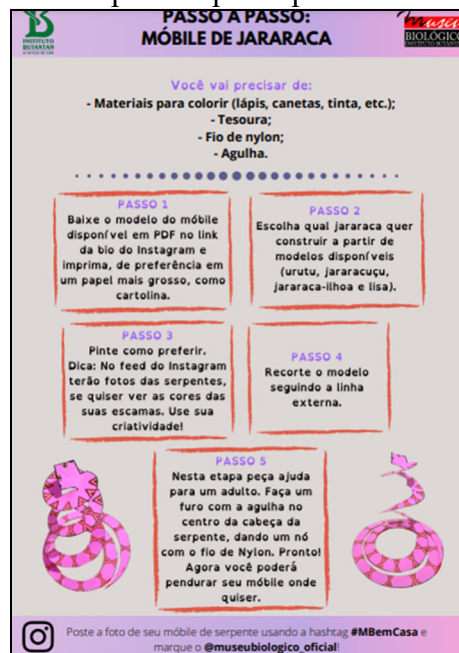 PASSO A PASSO:
MÓBILE DE JARARACA
INSTITUTO
BUTANTAN
A SERVIÇO DA VIDA
museu
BIOLÓGICO
INSTITUTO BUTANTAN
Você vai precisar de:
- Materiais para colorir (lápis, canetas, tinta, etc.);
- Tesoura;
- Fio de nylon;
- Agulha.
PASSO 1
Baixe o modelo do móbile
disponível em PDF no link
da bio do Instagram e
imprima, de preferência em
um papel mais grosso, como
cartolina.
PASSO 2
Escolha qual jararaca quer
construir a partir de
modelos disponíveis
(urutu, jararacuçu,
jararaca-ilhoa e lisa).
PASSO 3
Pinte como preferir.
Dica: No feed do Instagram
terão fotos das serpentes,
se quiser ver as cores das
suas escamas. Use sua
criatividade!
PASSO 4
Recorte o modelo
seguindo a linha
externa.
PASSO 5
Nesta etapa peça ajuda
para um adulto. Faça um
furo com a agulha no
centro da cabeça da
serpente, dando um nó
com o fio de Nylon. Pronto!
Agora você poderá
pendurar seu móbile onde
quiser.
Poste a foto de seu móbile de serpente usando a hashtag #MBemCasa e
marque o @museubiologico_oficial!